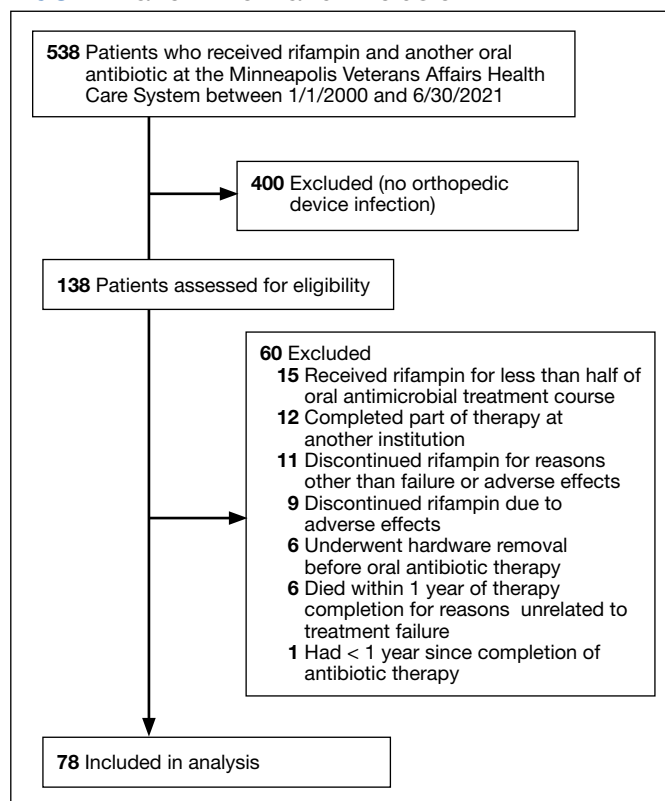 538 Patients who received rifampin and another oral
antibiotic at the Minneapolis Veterans Affairs Health
Care System between 1/1/2000 and 6/30/2021
400 Excluded (no orthopedic
device infection)
138 Patients assessed for eligibility
60 Excluded
15 Received rifampin for less than half of
oral antimicrobial treatment course
12 Completed part of therapy at
another institution
11 Discontinued rifampin for reasons
other than failure or adverse effects
9 Discontinued rifampin due to
adverse effects
6 Underwent hardware removal
before oral antibiotic therapy
6 Died within 1 year of therapy
completion for reasons unrelated to
treatment failure
1 Had < 1 year since completion of
antibiotic therapy
78 Included in analysis